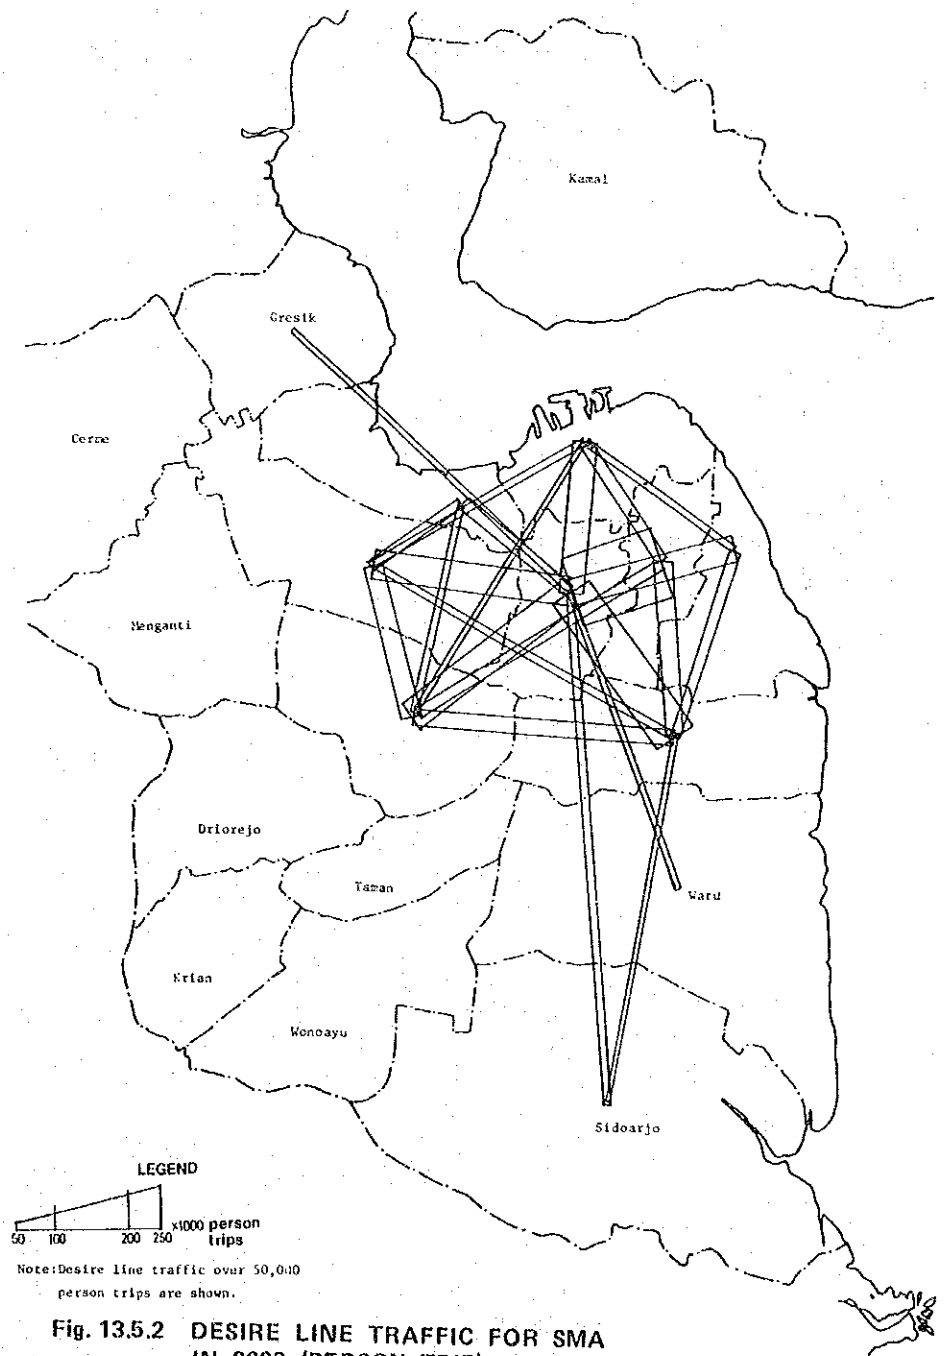 Kamal
Gresik
Cerme
Menganti
Driorejo
Taman
Waru
Krian
Wonoayu
Sidoarjo
LEGEND
x1000 person
trips
50 100 200 250
Note:Desire line traffic over 50,000
person trips are shown.
Fig. 13.5.2 DESIRE LINE TRAFFIC FOR SMA